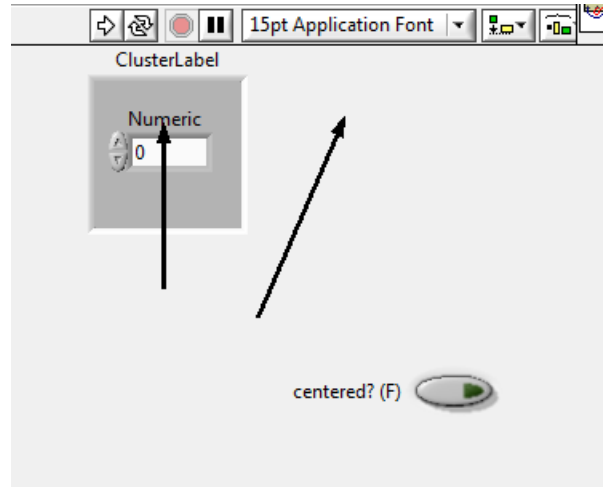 15pt Application Font
ClusterLabel
Numeric
0
centered? (F)